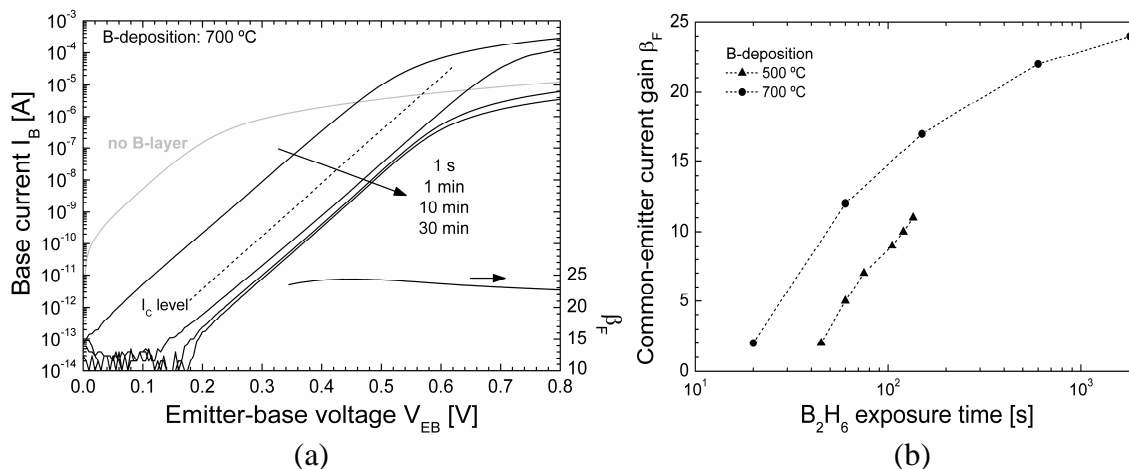 B-deposition: 700 ºC
Base current I_B [A]
10^-3
10^-4
10^-5
10^-6
10^-7
10^-8
10^-9
10^-10
10^-11
10^-12
10^-13
10^-14
no B-layer
1 s
1 min
10 min
30 min
I_C level
25
20
15
10
β_F
0.0 0.1 0.2 0.3 0.4 0.5 0.6 0.7 0.8
Emitter-base voltage V_EB [V]
(a)
Common-emitter current gain β_F
25
20
15
10
5
0
B-deposition
500 ºC
700 ºC
10^1 10^2 10^3
B_2H_6 exposure time [s]
(b)